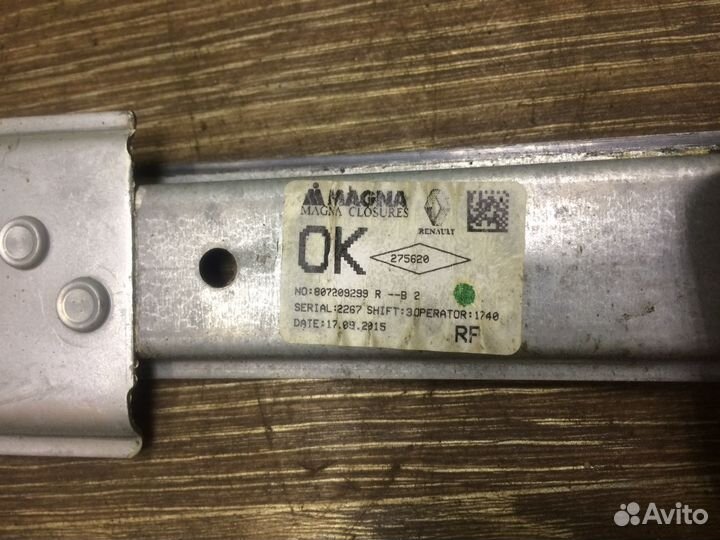 MAGNA
MAGNA CLOSURES
RENAULT
OK
275620
NO:807209299 R --B 2
SERIAL:2267 SHIFT:3OPERATOR:1740
DATE:17.09.2015
RF
Avito